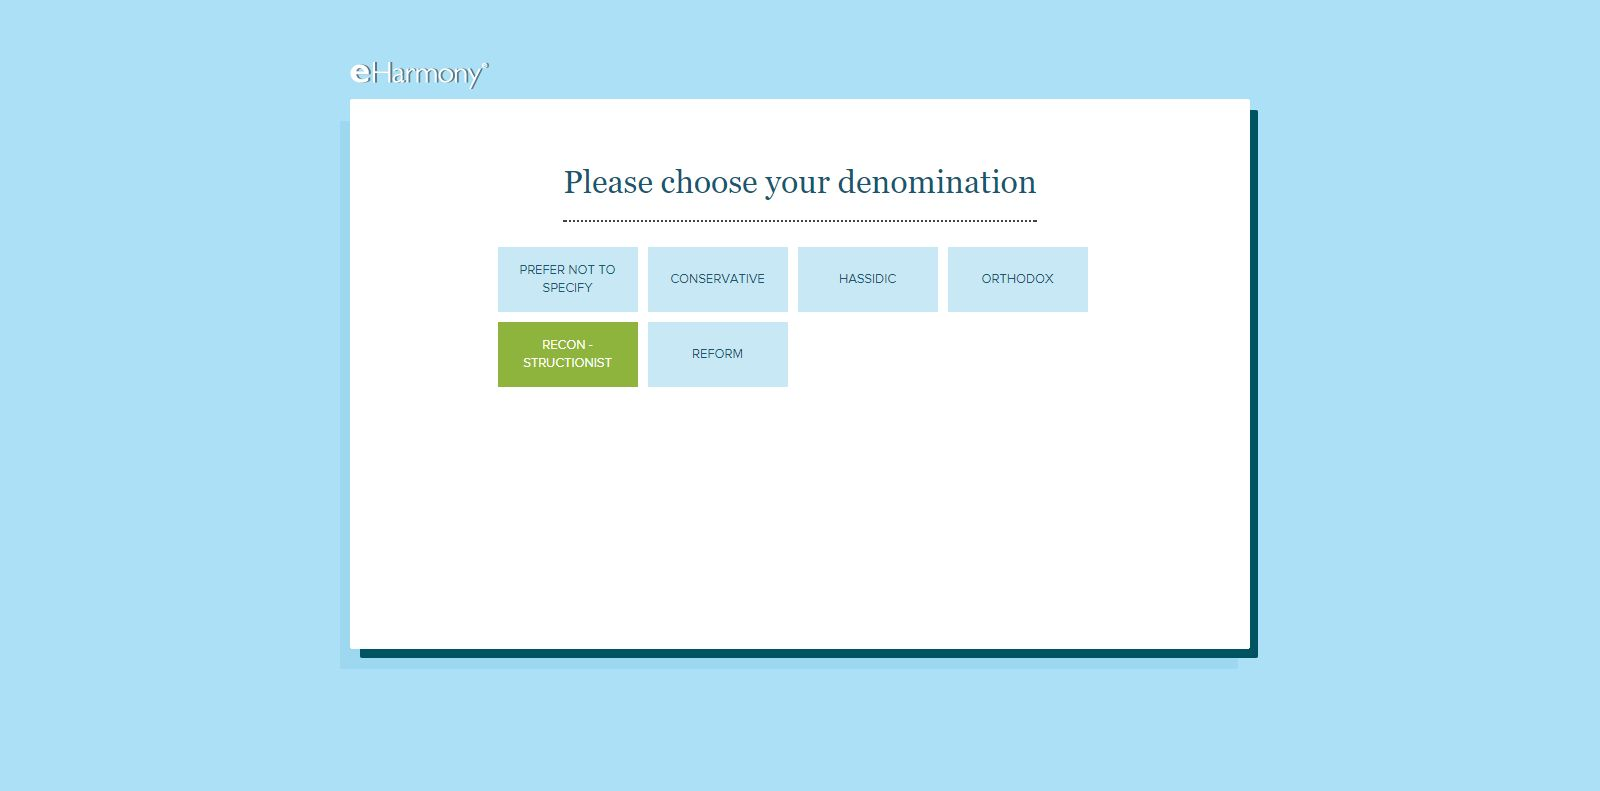 eHarmony®
Please choose your denomination
PREFER NOT TO
SPECIFY
CONSERVATIVE
HASSIDIC
ORTHODOX
RECON -
STRUCTIONIST
REFORM